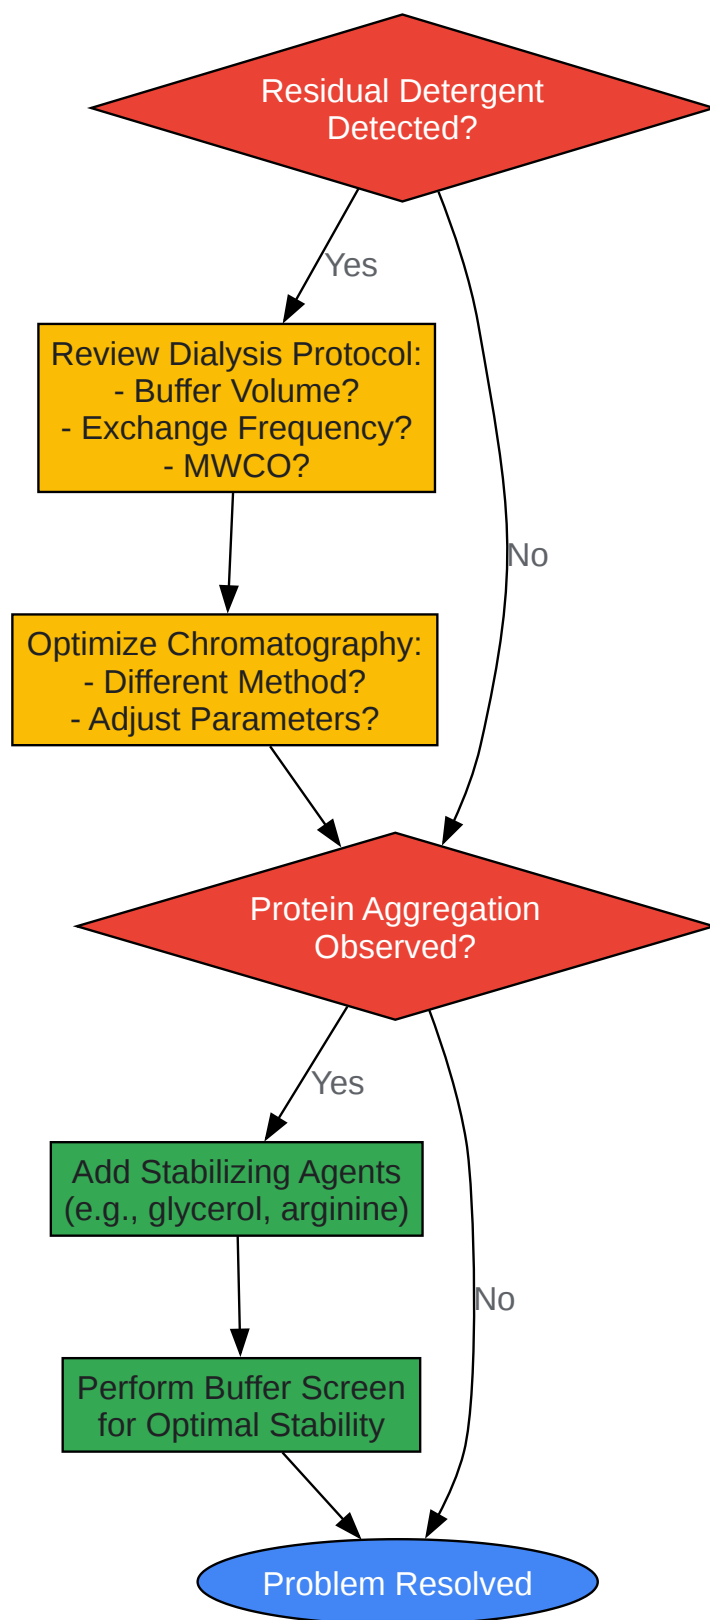 Residual Detergent
Detected?
Yes
Review Dialysis Protocol:
- Buffer Volume?
- Exchange Frequency?
- MWCO?
No
Optimize Chromatography:
- Different Method?
- Adjust Parameters?
Protein Aggregation
Observed?
Yes
Add Stabilizing Agents
(e.g., glycerol, arginine)
No
Perform Buffer Screen
for Optimal Stability
Problem Resolved